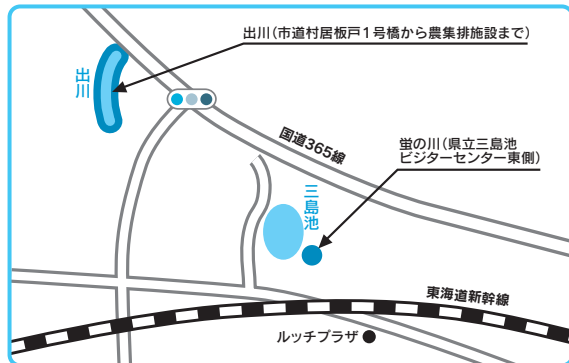 出川（市道村居板戸1号橋から農集排施設まで）
出川
国道365線
蛍の川（県立三島池
ビジターセンター東側）
三島池
東海道新幹線
ルッチプラザ